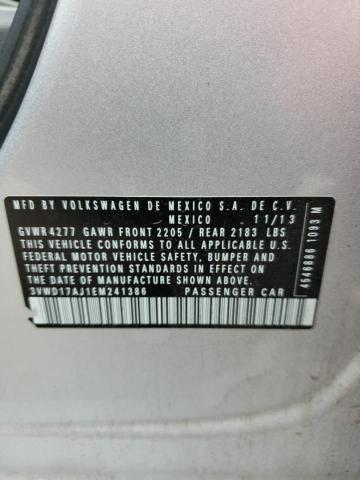 MFD BY VOLKSWAGEN DE MEXICO S.A. DE C.V.
MEXICO 11/13
GVWR 4277 GAWR FRONT 2205 / REAR 2183 LBS
THIS VEHICLE CONFORMS TO ALL APPLICABLE U.S.
FEDERAL MOTOR VEHICLE SAFETY, BUMPER AND
THEFT PREVENTION STANDARDS IN EFFECT ON
THE DATE OF MANUFACTURE SHOWN ABOVE.
3VWD17AJ1EM241386 PASSENGER CAR
4546886 1093 M